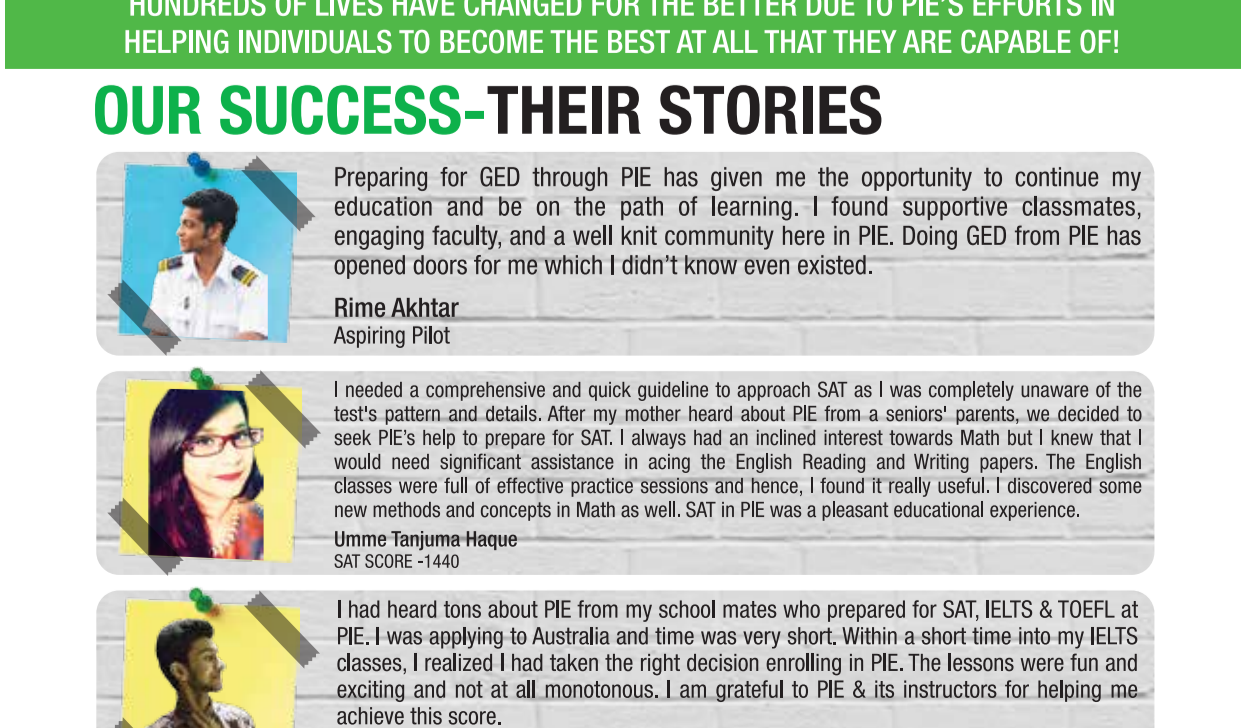 HUNDREDS OF LIVES HAVE CHANGED FOR THE BETTER DUE TO PIE'S EFFORTS IN
HELPING INDIVIDUALS TO BECOME THE BEST AT ALL THAT THEY ARE CAPABLE OF!
OUR SUCCESS-THEIR STORIES
Preparing for GED through PIE has given me the opportunity to continue my
education and be on the path of learning. I found supportive classmates,
engaging faculty, and a well knit community here in PIE. Doing GED from PIE has
opened doors for me which I didn't know even existed.
Rime Akhtar
Aspiring Pilot
I needed a comprehensive and quick guideline to approach SAT as I was completely unaware of the
test's pattern and details. After my mother heard about PIE from a seniors' parents, we decided to
seek PIE's help to prepare for SAT. I always had an inclined interest towards Math but I knew that I
would need significant assistance in acing the English Reading and Writing papers. The English
classes were full of effective practice sessions and hence, I found it really useful. I discovered some
new methods and concepts in Math as well. SAT in PIE was a pleasant educational experience.
Umme Tanjuma Haque
SAT SCORE -1440
I had heard tons about PIE from my school mates who prepared for SAT, IELTS & TOEFL at
PIE. I was applying to Australia and time was very short. Within a short time into my IELTS
classes, I realized I had taken the right decision enrolling in PIE. The lessons were fun and
exciting and not at all monotonous. I am grateful to PIE & its instructors for helping me
achieve this score.